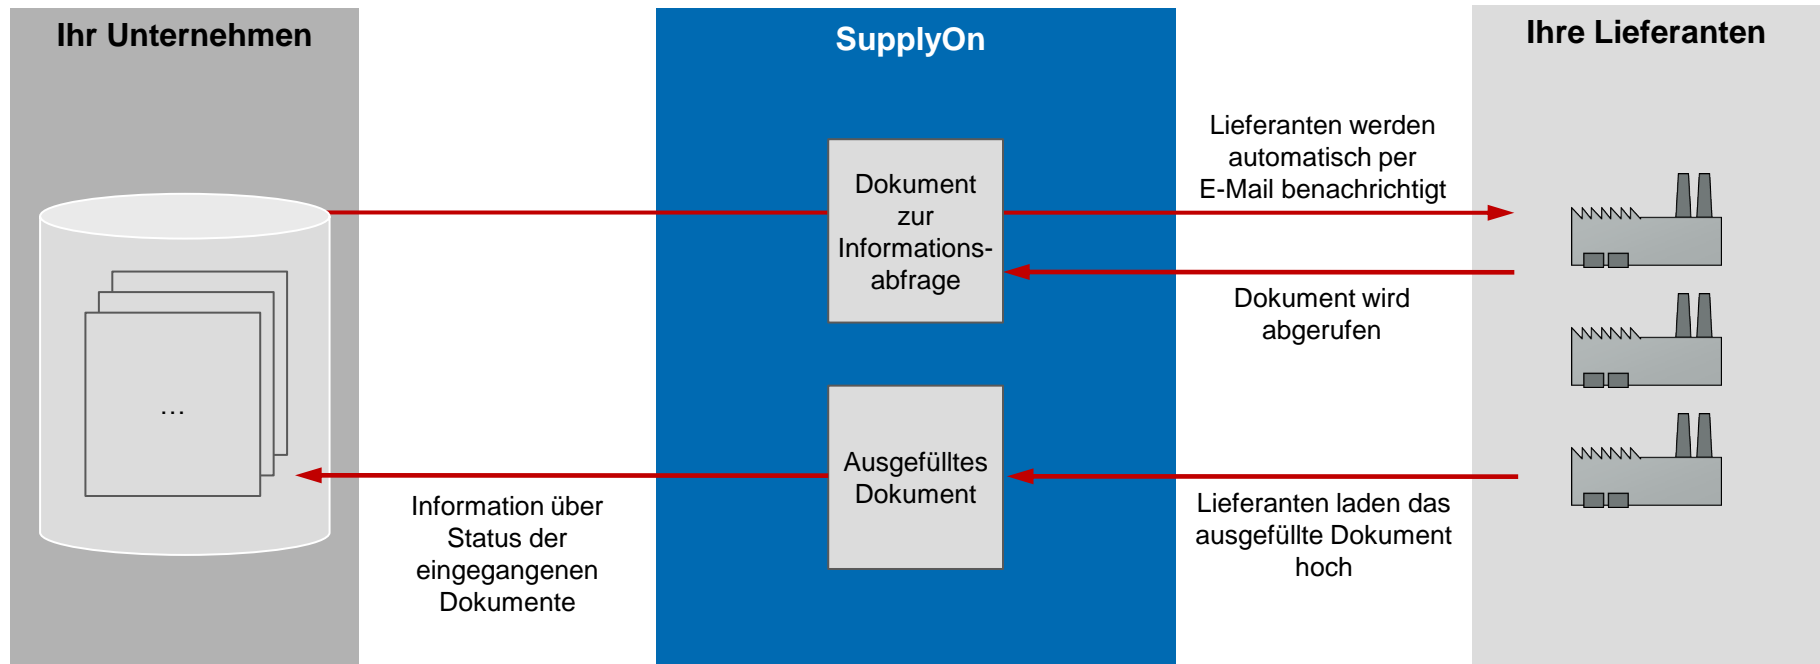 Ihr Unternehmen
SupplyOn
Ihre Lieferanten
Dokument
zur
Informations-
abfrage
Lieferanten werden
automatisch per
E-Mail benachrichtigt
Dokument wird
abgerufen
...
Ausgefülltes
Dokument
Information über
Status der
eingegangenen
Dokumente
Lieferanten laden das
ausgefüllte Dokument
hoch